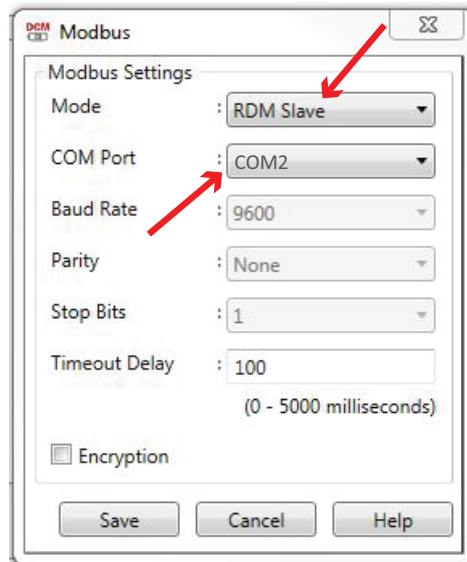 DCM Modbus
Modbus Settings
Mode : RDM Slave
COM Port : COM2
Baud Rate : 9600
Parity : None
Stop Bits : 1
Timeout Delay : 100
(0 - 5000 milliseconds)
Encryption
Save Cancel Help